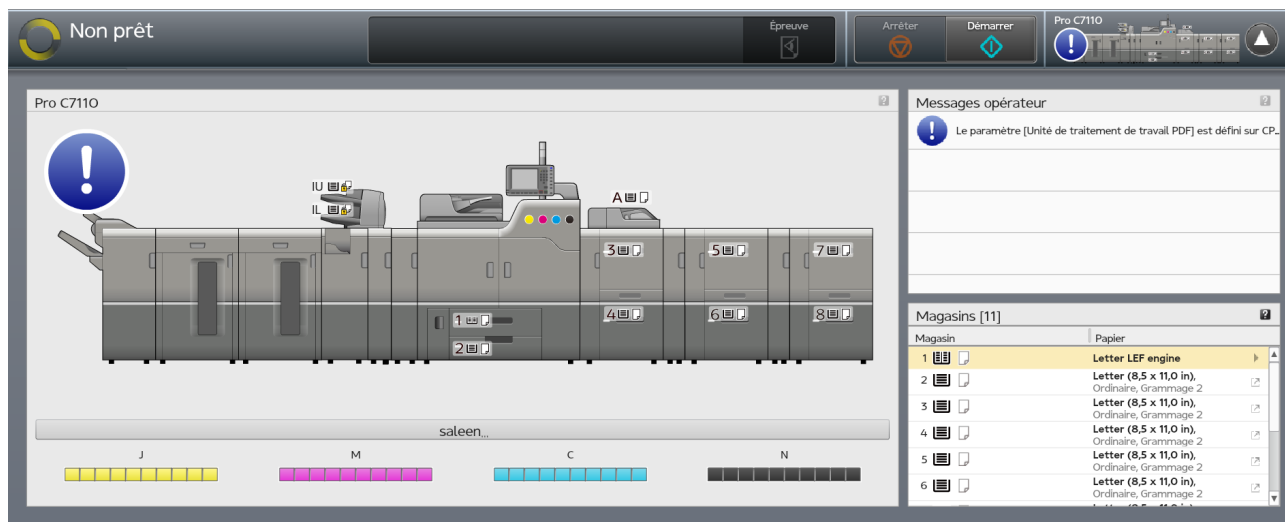 Non prêt
Épreuve
Arrêter
Démarrer
Pro C7110
Pro C7110
IU
IL
A
3
5
7
4
6
8
1
2
saleen...
J M C N
Messages opérateur
Le paramètre [Unité de traitement de travail PDF] est défini sur CP...
Magasins [11]
Magasin Papier
1 Letter LEF engine
2 Letter (8,5 x 11,0 in),
Ordinaire, Grammage 2
3 Letter (8,5 x 11,0 in),
Ordinaire, Grammage 2
4 Letter (8,5 x 11,0 in),
Ordinaire, Grammage 2
5 Letter (8,5 x 11,0 in),
Ordinaire, Grammage 2
6 Letter (8,5 x 11,0 in),
Ordinaire, Grammage 2